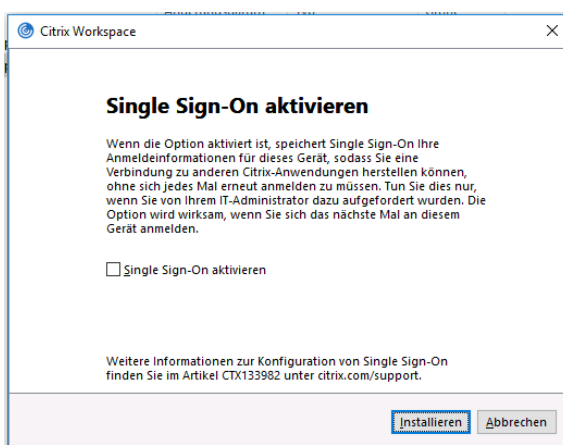 Citrix Workspace
Single Sign-On aktivieren
Wenn die Option aktiviert ist, speichert Single Sign-On Ihre
Anmeldeinformationen für dieses Gerät, sodass Sie eine
Verbindung zu anderen Citrix-Anwendungen herstellen können,
ohne sich jedes Mal erneut anmelden zu müssen. Tun Sie dies nur,
wenn Sie von Ihrem IT-Administrator dazu aufgefordert wurden. Die
Option wird wirksam, wenn Sie sich das nächste Mal an diesem
Gerät anmelden.
Single Sign-On aktivieren
Weitere Informationen zur Konfiguration von Single Sign-On
finden Sie im Artikel CTX133982 unter citrix.com/support.
Installieren Abbrechen